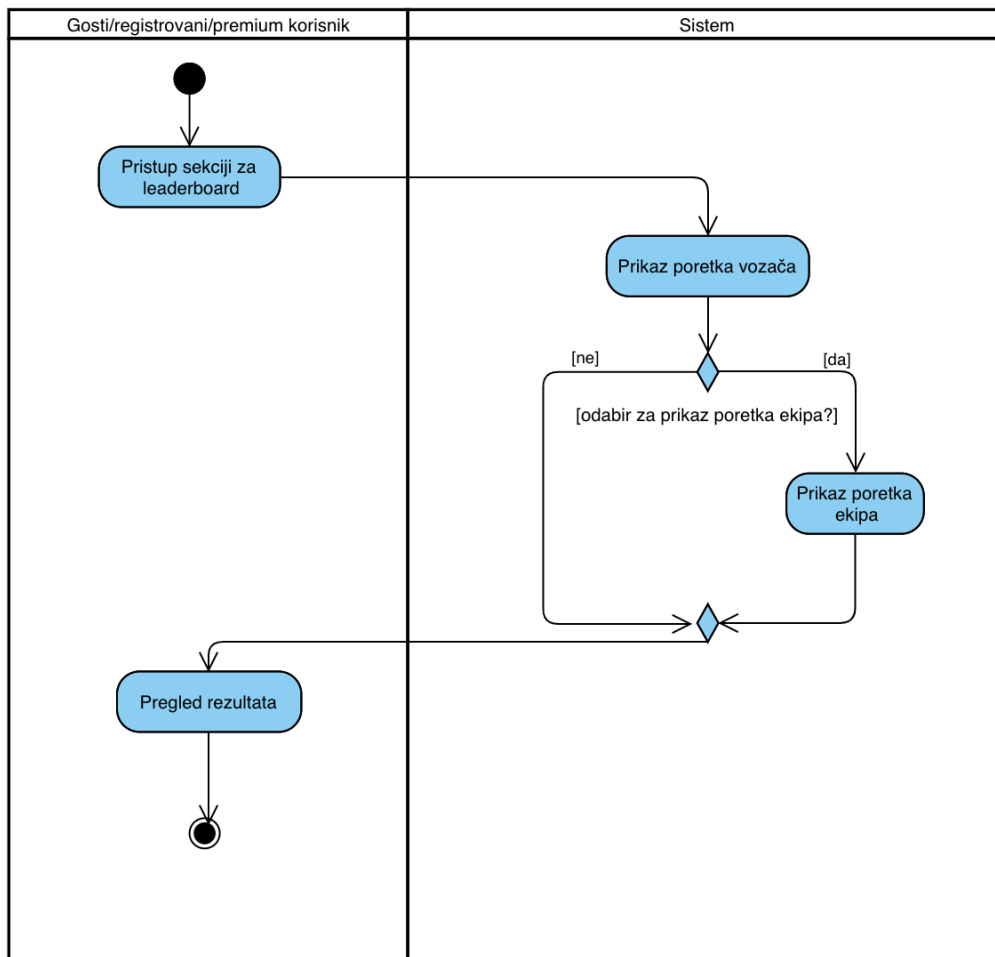 Gosti/registrovani/premium korisnik
Sistem
Pristup sekciji za
leaderboard
Prikaz poretka vozača
[ne]
[da]
[odabir za prikaz poretka ekipa?]
Prikaz poretka
ekipa
Pregled rezultata